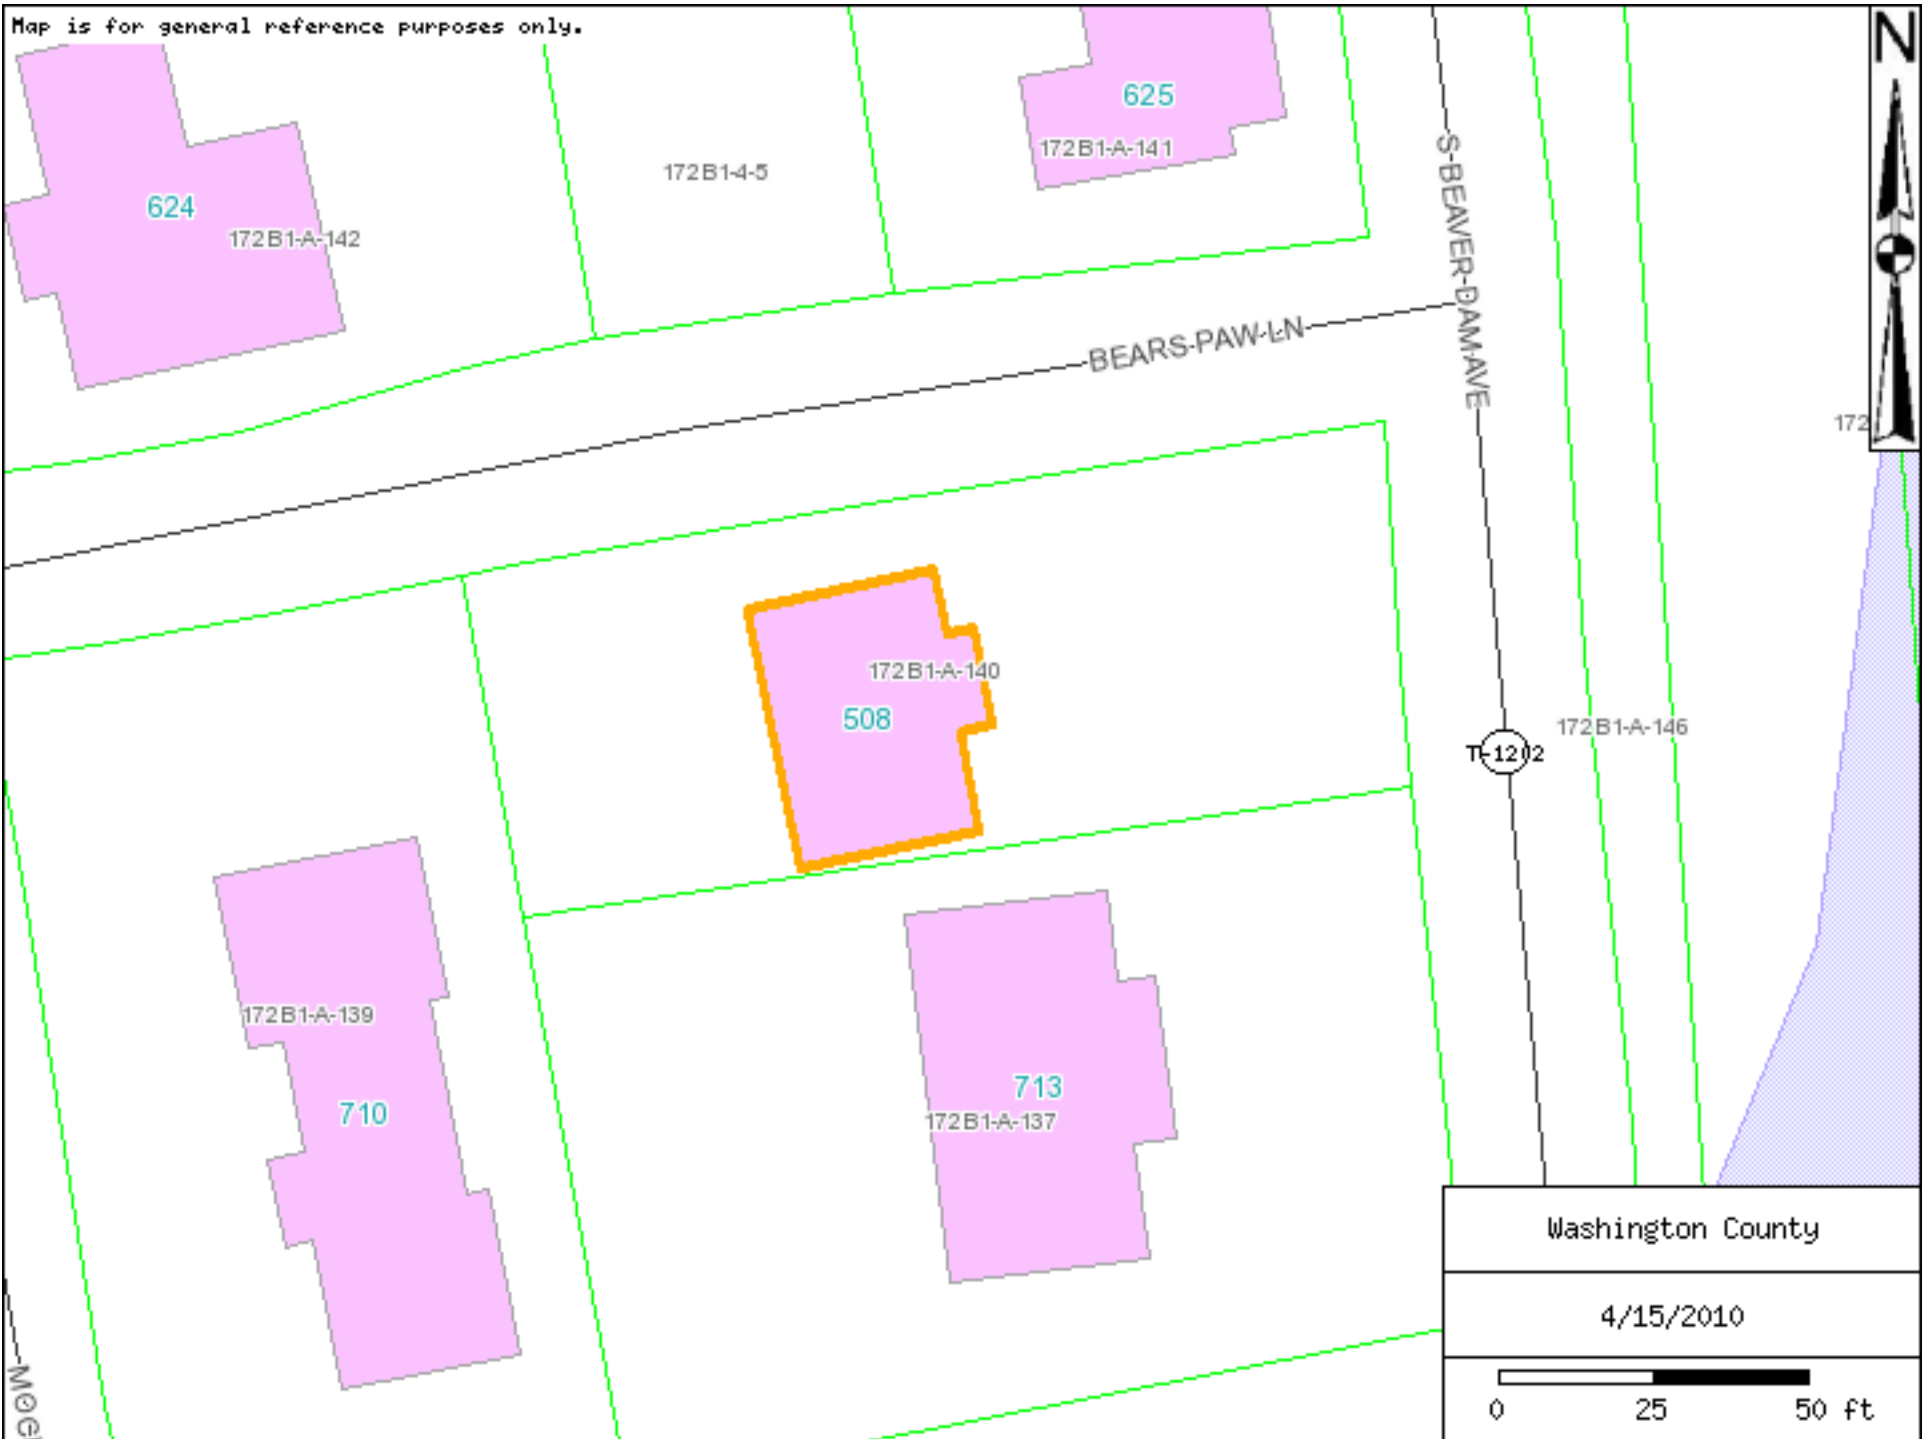 Map is for general reference purposes only.
N
625
172B1-A-141
172B1-4-5
624
172B1-A-142
S-BEAVER-DAM-AVE
BEARS-PAW-LN
172
172B1-A-140
508
172B1-A-146
T-1202
172B1-A-139
713
710
172B1-A-137
Washington County
4/15/2010
0 25 50 ft